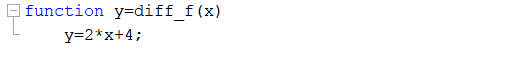 function y=diff_f(x)
y=2*x+4;